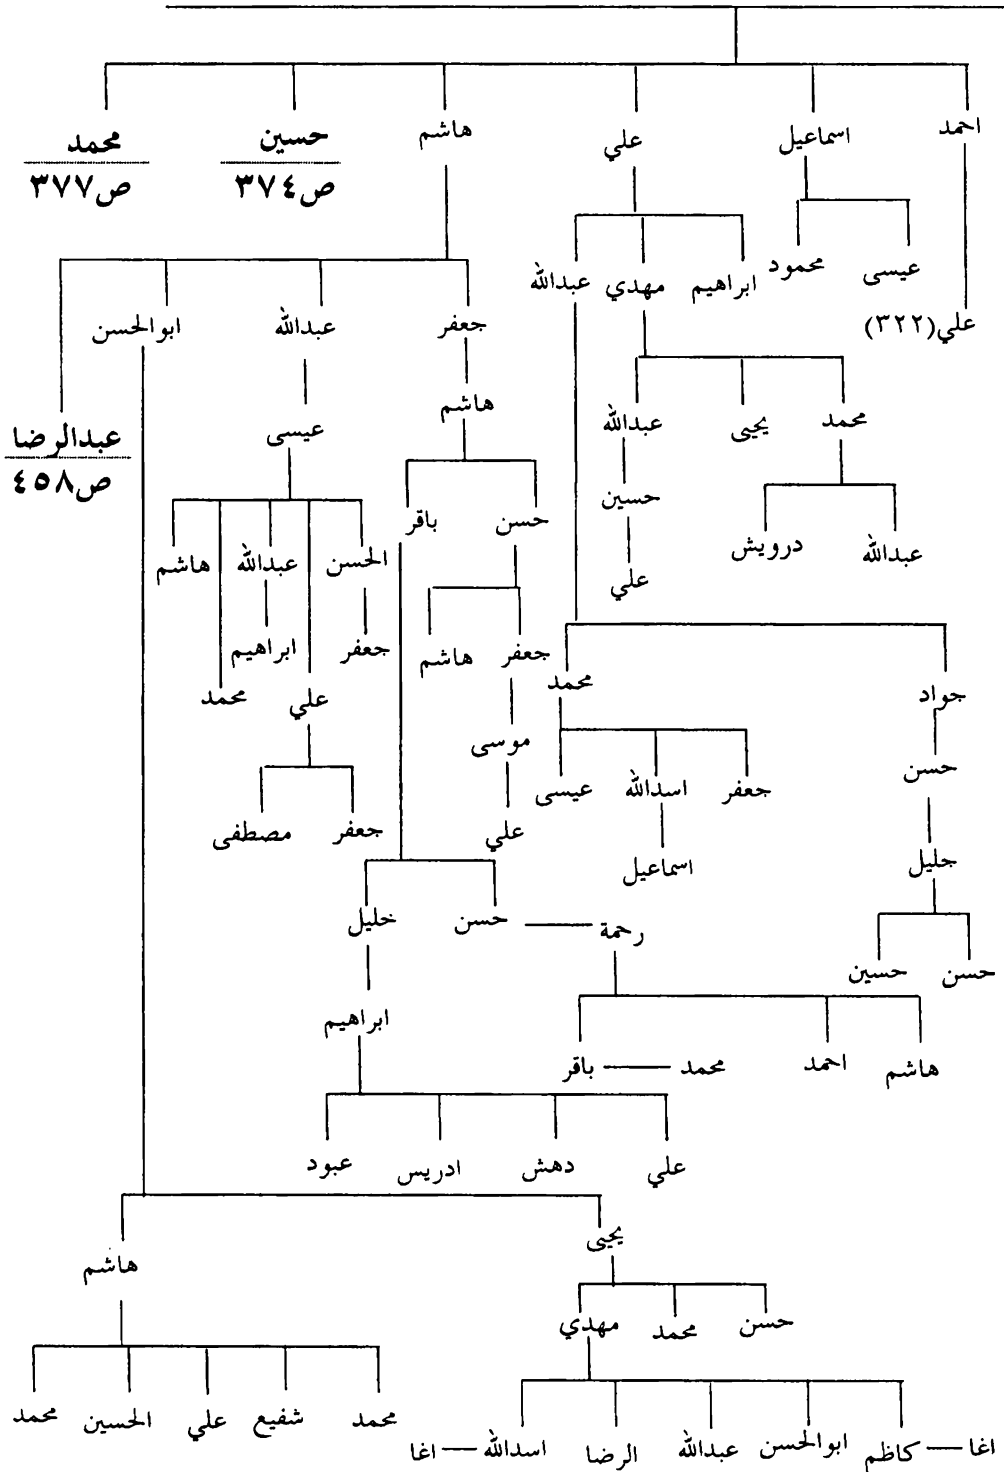 احمد اسماعيل علي هاشم حسين محمد
ص٣٧٤ ص٣٧٧
عيسى محمود ابراهيم مهدي عبدالله
علي(٣٢٢) جعفر عبدالله ابوالحسن
محمد يحيى عبدالله هاشم عيسى عبدالرضا
ص٤٥٨
حسين حسن باقر
عبدالله درويش علي الحسن عبدالله هاشم
جعفر هاشم جعفر ابراهيم
جواد محمد علي محمد
حسن جعفر اسدالله عيسى موسى
علي جعفر مصطفى
جليل اسماعيل
رحمة حسن خليل
حسن حسين
ابراهيم
هاشم احمد محمد باقر
علي دهش ادريس عبود
يحيى هاشم
حسن محمد مهدي
محمد شفيع علي الحسين محمد
اغا كاظم ابوالحسن عبدالله الرضا اسدالله اغا